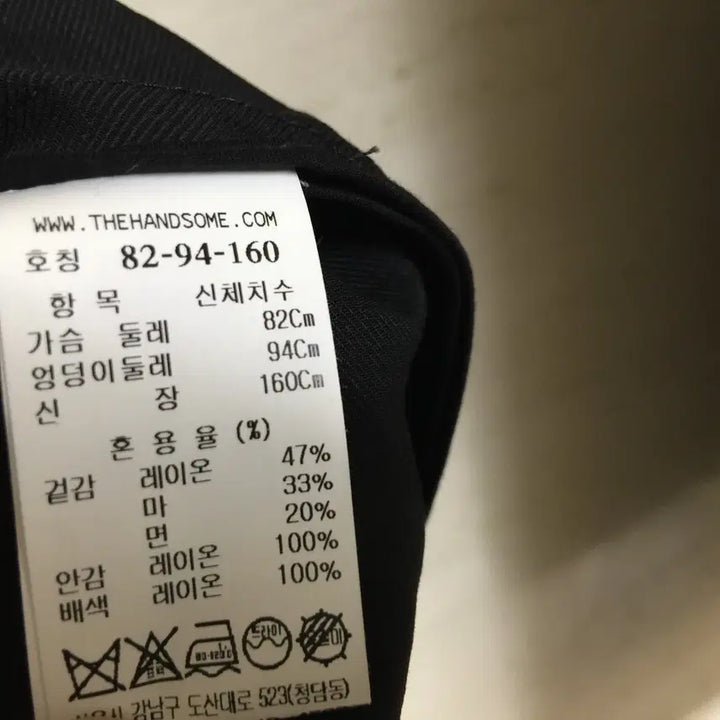 WWW.THEHANDSOME.COM
호칭 82-94-160
항 목 신체치수
가슴 둘레 82Cm
엉덩이둘레 94Cm
신 장 160Cm
혼 용 율 (%)
겉감 레이온 47%
마 33%
면 20%
안감 레이온 100%
배색 레이온 100%
드라이
강남구 도산대로 523(청담동)